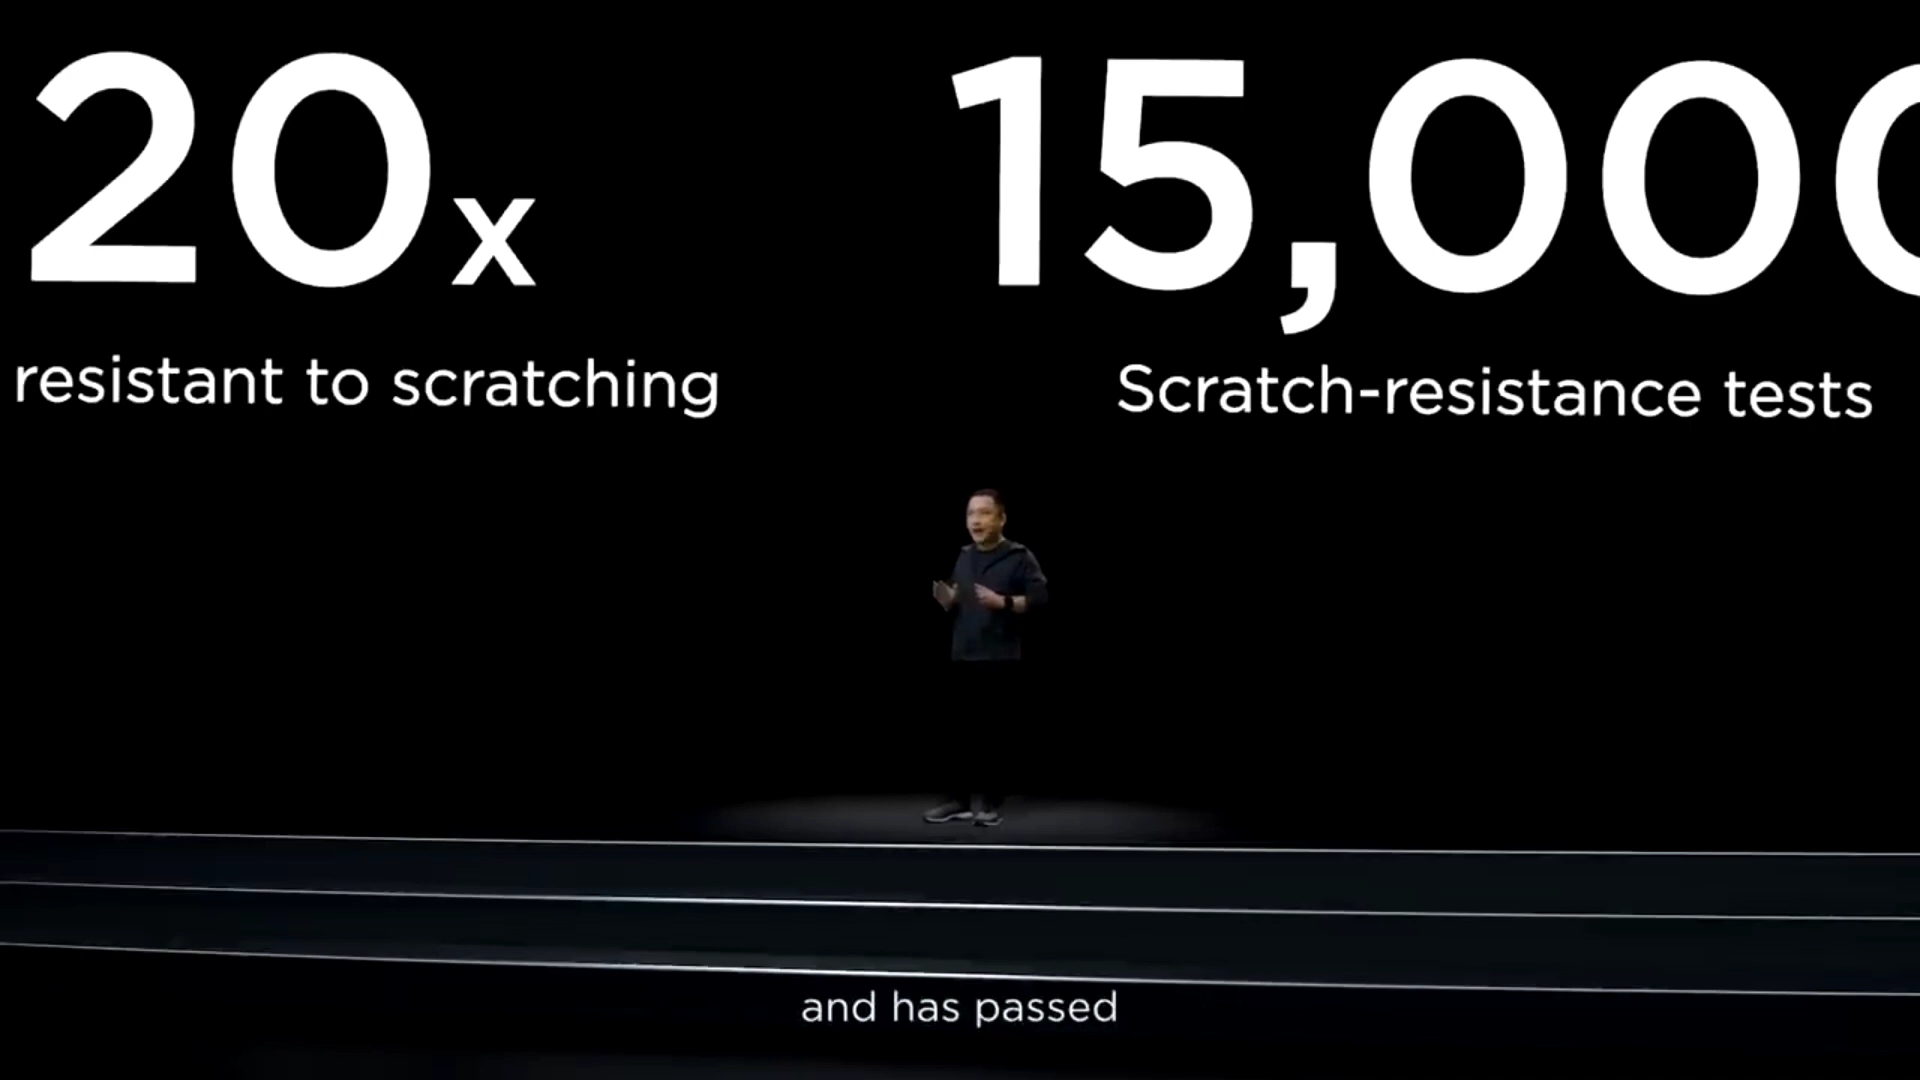 20x
15,000
resistant to scratching
Scratch-resistance tests
and has passed